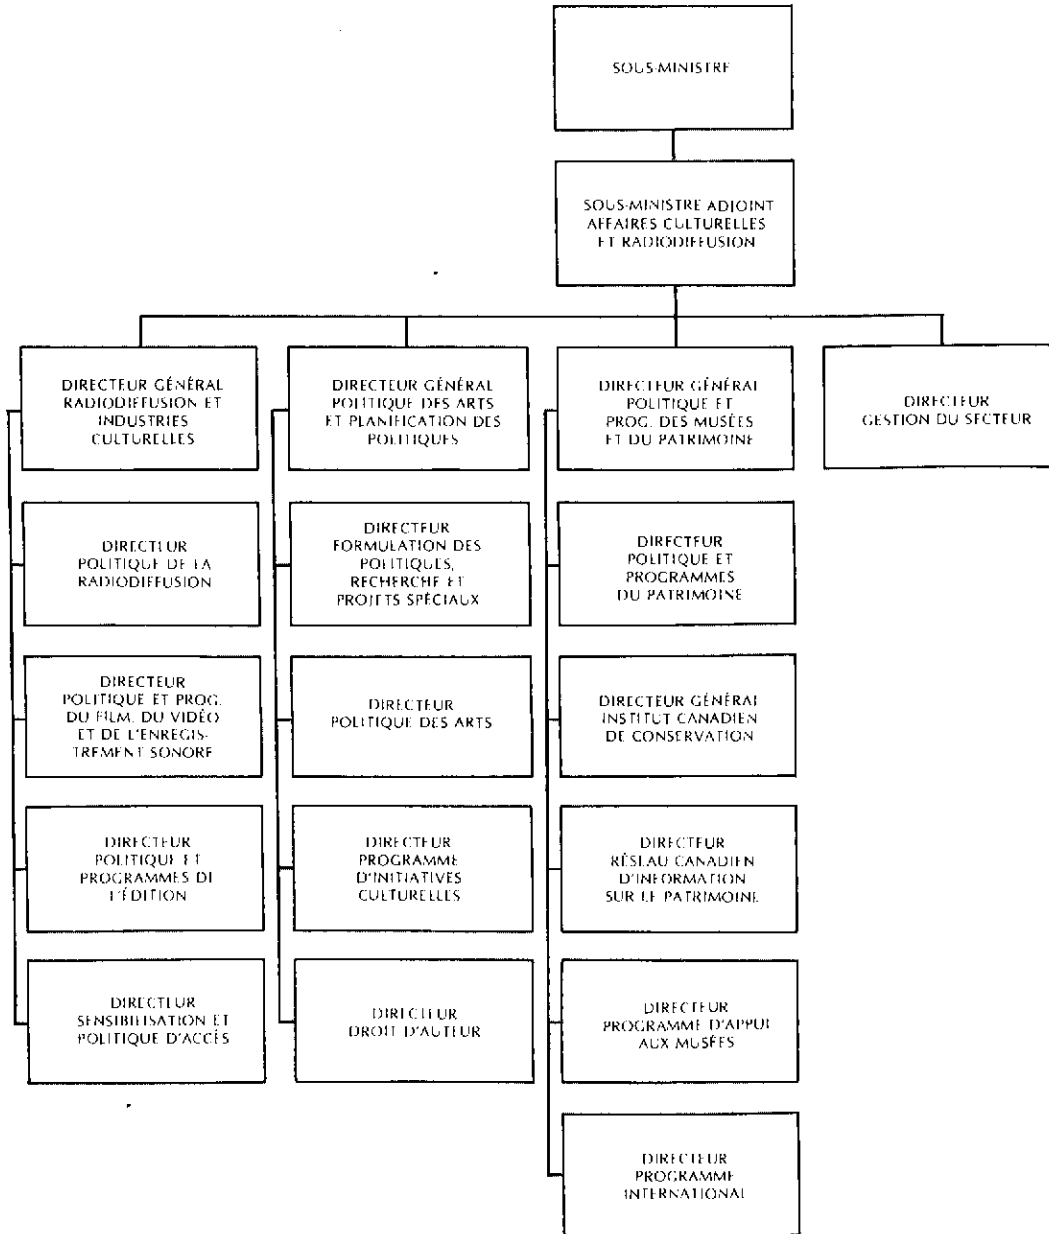 SOUS-MINISTRE
SOUS-MINISTRE ADJOINT
AFFAIRES CULTURELLES
ET RADIODIFFUSION
DIRECTEUR GÉNÉRAL
RADIODIFFUSION ET
INDUSTRIES
CULTURELLES
DIRECTEUR
POLITIQUE DE LA
RADIODIFFUSION
DIRECTEUR
POLITIQUE ET PROG.
DU FILM, DU VIDÉO
ET DE L'ENREGIS-
TREMENT SONORE
DIRECTEUR
POLITIQUE ET
PROGRAMMES DE
L'ÉDITION
DIRECTEUR
SENSIBILISATION ET
POLITIQUE D'ACCÈS
DIRECTEUR GÉNÉRAL
POLITIQUE DES ARTS
ET PLANIFICATION DES
POLITIQUES
DIRECTEUR
FORMULATION DES
POLITIQUES,
RECHERCHE ET
PROJETS SPÉCIAUX
DIRECTEUR
POLITIQUE DES ARTS
DIRECTEUR
PROGRAMME
D'INITIATIVES
CULTURELLES
DIRECTEUR
DROIT D'AUTEUR
DIRECTEUR GÉNÉRAL
POLITIQUE ET
PROG. DES MUSÉES
ET DU PATRIMOINE
DIRECTEUR
POLITIQUE ET
PROGRAMMES
DU PATRIMOINE
DIRECTEUR GÉNÉRAL
INSTITUT CANADIEN
DE CONSERVATION
DIRECTEUR
RÉSEAU CANADIEN
D'INFORMATION
SUR LE PATRIMOINE
DIRECTEUR
PROGRAMME D'APPUI
AUX MUSÉES
DIRECTEUR
PROGRAMME
INTERNATIONAL
DIRECTEUR
GESTION DU SECTEUR